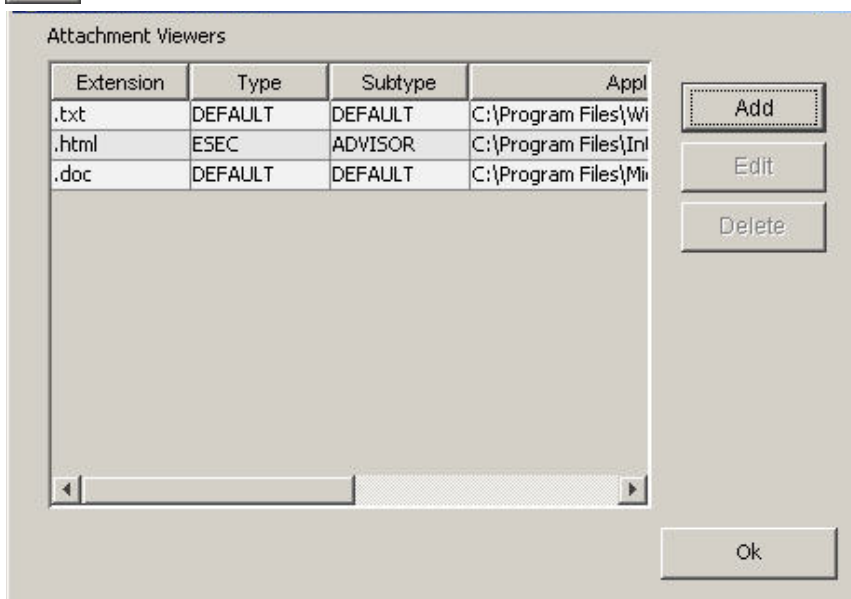 Attachment Viewers
Extension Type Subtype Appl
.txt DEFAULT DEFAULT C:\Program Files\Wi
.html ESEC ADVISOR C:\Program Files\Int
.doc DEFAULT DEFAULT C:\Program Files\Mi
Add
Edit
Delete
Ok